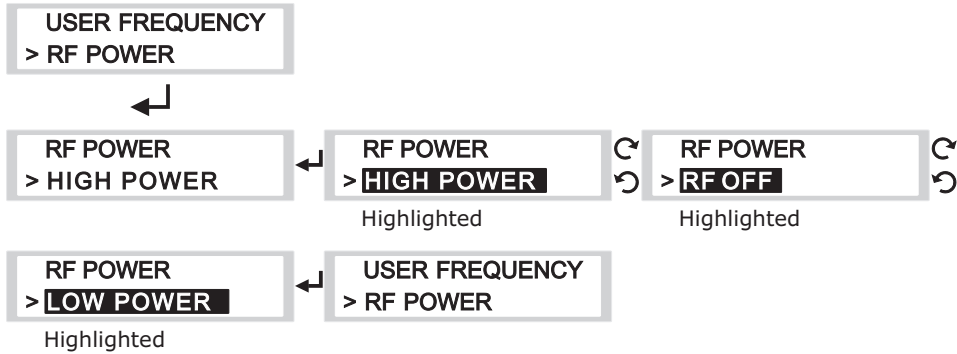 USER FREQUENCY
> RF POWER
RF POWER
> HIGH POWER
RF POWER
> HIGH POWER
Highlighted
RF POWER
> RF OFF
Highlighted
RF POWER
> LOW POWER
Highlighted
USER FREQUENCY
> RF POWER